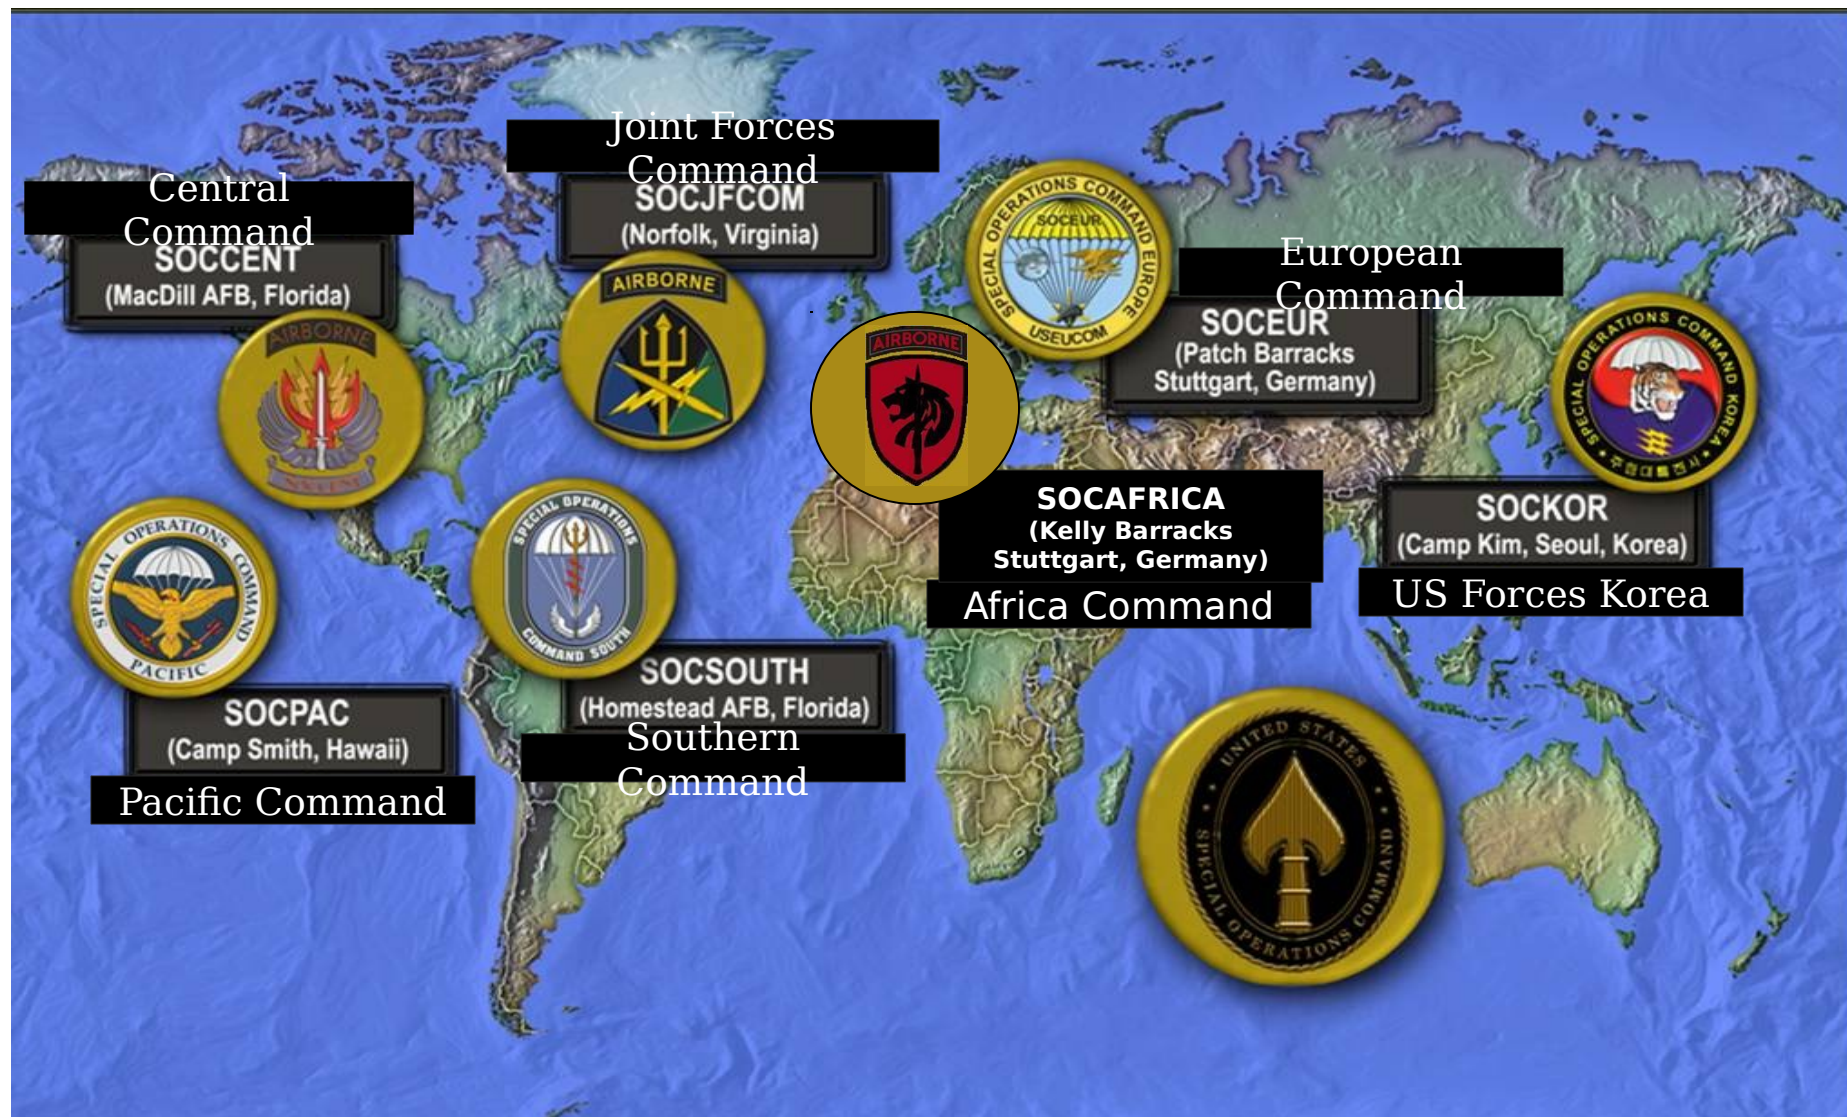 Joint Forces
Command
SOCJFCOM
(Norfolk, Virginia)
AIRBORNE
Central
Command
SOCCENT
(MacDill AFB, Florida)
AIRBORNE
SPECIAL OPERATIONS COMMAND EUROPE
SOCEUR
USEUCOM
European
Command
SOCEUR
(Patch Barracks
Stuttgart, Germany)
AIRBORNE
SOCAFRICA
(Kelly Barracks
Stuttgart, Germany)
Africa Command
SPECIAL OPERATIONS COMMAND KOREA
SOCKOR
(Camp Kim, Seoul, Korea)
US Forces Korea
SPECIAL OPERATIONS COMMAND
PACIFIC
SOCPAC
(Camp Smith, Hawaii)
Pacific Command
SPECIAL OPERATIONS
COMMAND SOUTH
SOCSOUTH
(Homestead AFB, Florida)
Southern
Command
UNITED STATES
SPECIAL OPERATIONS COMMAND